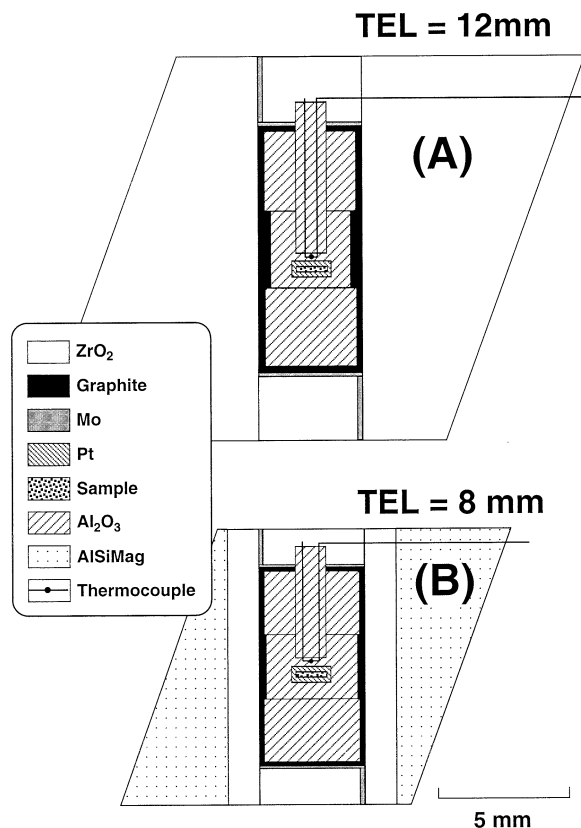 TEL = 12mm
(A)
ZrO₂
Graphite
Mo
Pt
Sample
Al₂O₃
AlSiMag
Thermocouple
TEL = 8 mm
(B)
5 mm